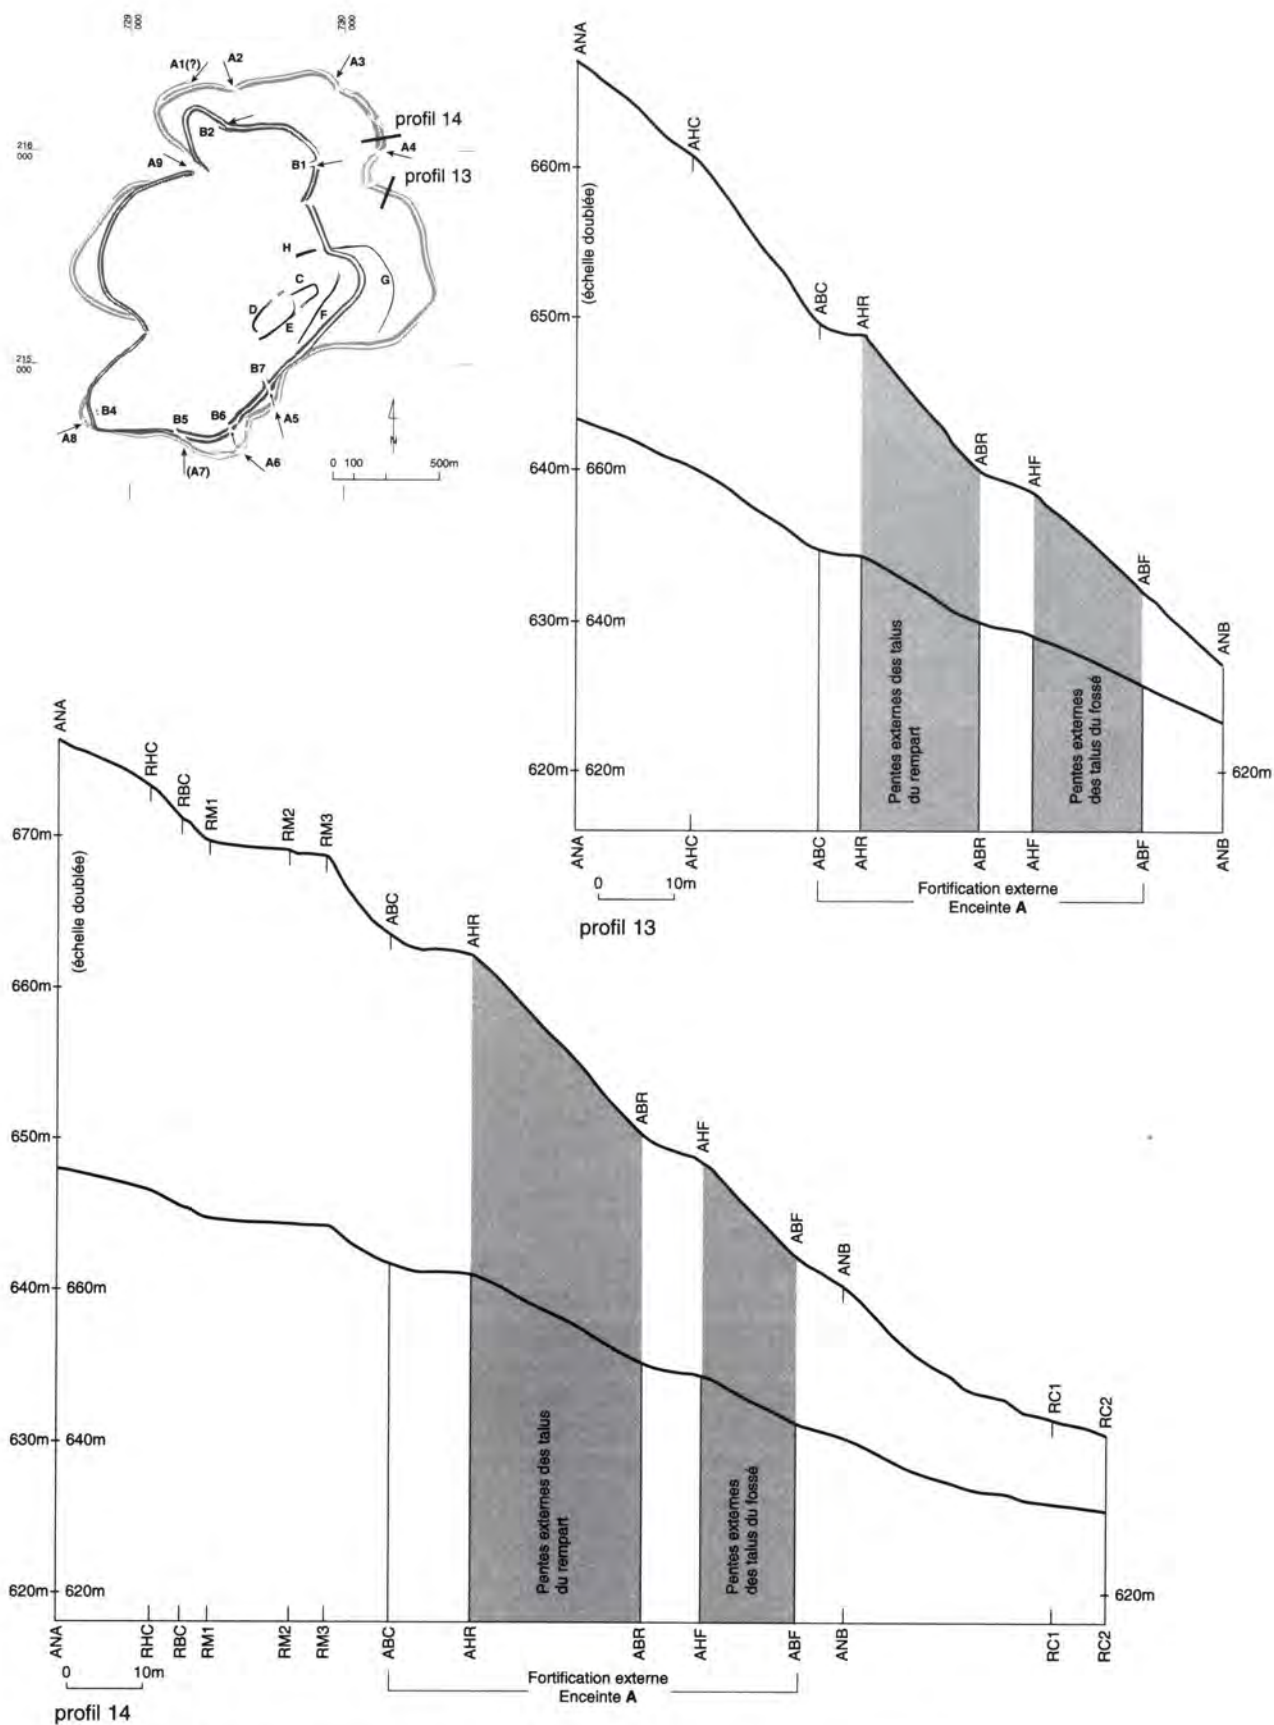 729
000
730
000
A1(?)
A2
A3
profil 14
B2
216
000
A4
A9
B1
profil 13
H
C
G
D
E
F
215
000
B7
B4
B5
B6
A5
A8
(A7)
A6
N
0 100 500m
ANA
AHC
ABC
AHR
ABR
AHF
ABF
ANB
660m
(échelle doublée)
650m
640m 660m
630m 640m
620m 620m
620m
Pentes externes des talus
du rempart
Pentes externes
des talus du fossé
ANA AHC ABC AHR ABR AHF ABF ANB
0 10m
Fortification externe
Enceinte A
profil 13
ANA
RHC
RBC
RM1
RM2
RM3
ABC
AHR
ABR
AHF
ABF
ANB
RC1
RC2
670m
(échelle doublée)
660m
650m
640m 660m
630m 640m
620m 620m
620m
Pentes externes des talus
du rempart
Pentes externes
des talus du fossé
ANA RHC RBC RM1 RM2 RM3 ABC AHR ABR AHF ABF ANB RC1 RC2
0 10m
Fortification externe
Enceinte A
profil 14